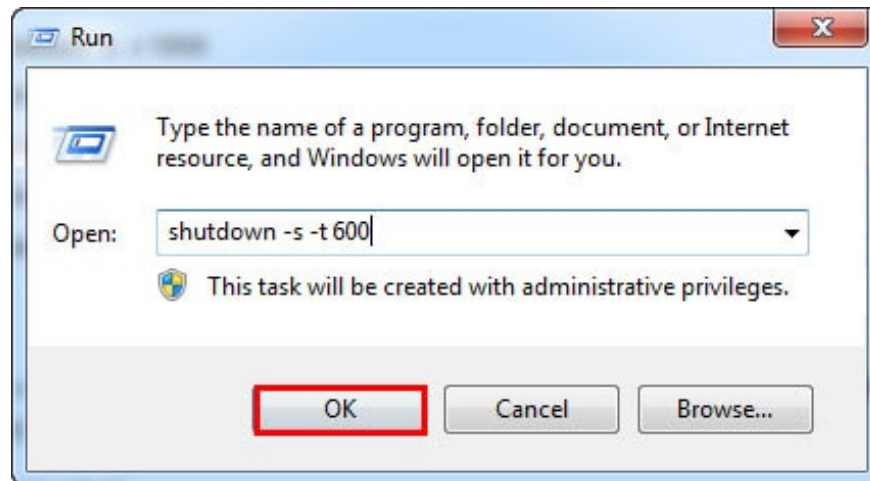 Run
Type the name of a program, folder, document, or Internet
resource, and Windows will open it for you.
Open: shutdown -s -t 600
This task will be created with administrative privileges.
OK Cancel Browse...